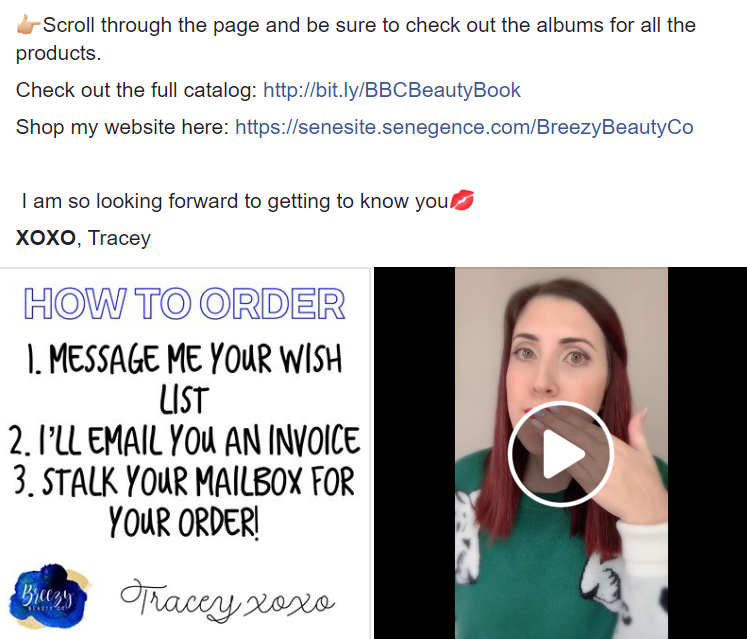 👉🏼Scroll through the page and be sure to check out the albums for all the
products.
Check out the full catalog: http://bit.ly/BBCBeautyBook
Shop my website here: https://senesite.senegence.com/BreezyBeautyCo
I am so looking forward to getting to know you💋
XOXO, Tracey
HOW TO ORDER
1. MESSAGE ME YOUR WISH
LIST
2. I'LL EMAIL YOU AN INVOICE
3. STALK YOUR MAILBOX FOR
YOUR ORDER!
Breezy
BEAUTY CO
Tracey xoxo